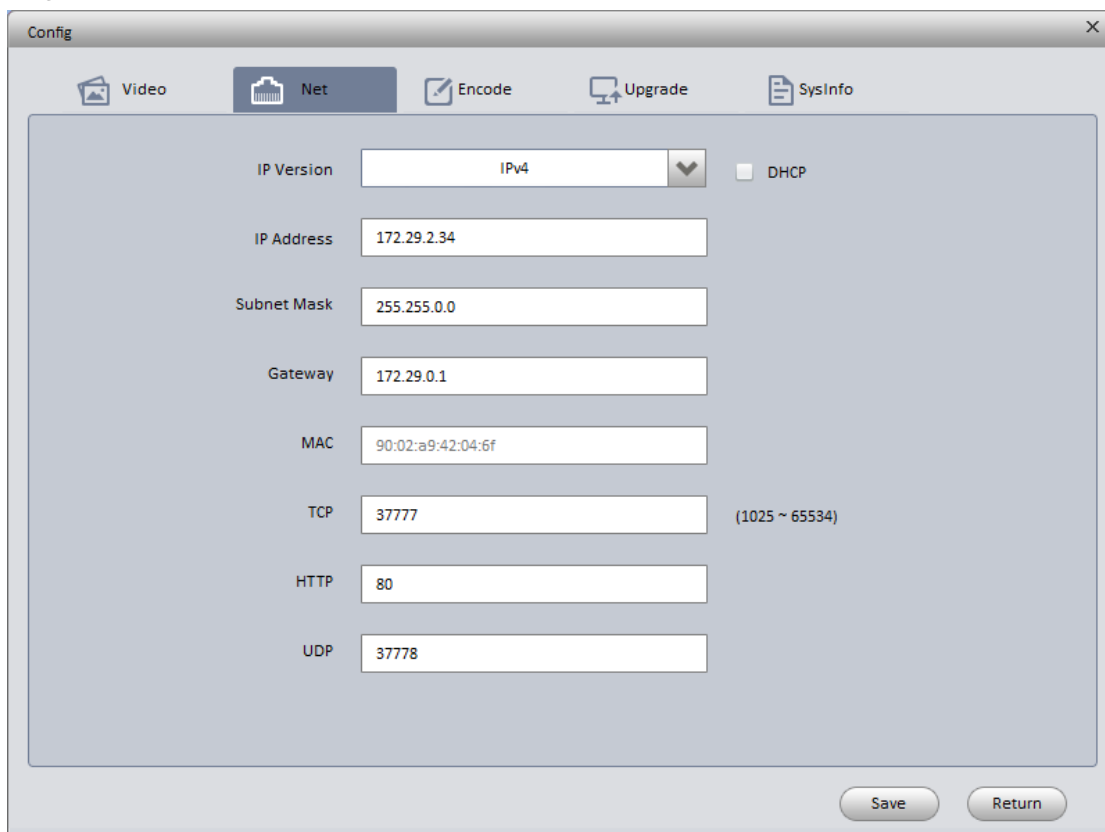 Config
Video Net Encode Upgrade SysInfo
IP Version IPv4 DHCP
IP Address 172.29.2.34
Subnet Mask 255.255.0.0
Gateway 172.29.0.1
MAC 90:02:a9:42:04:6f
TCP 37777 (1025 ~ 65534)
HTTP 80
UDP 37778
Save Return